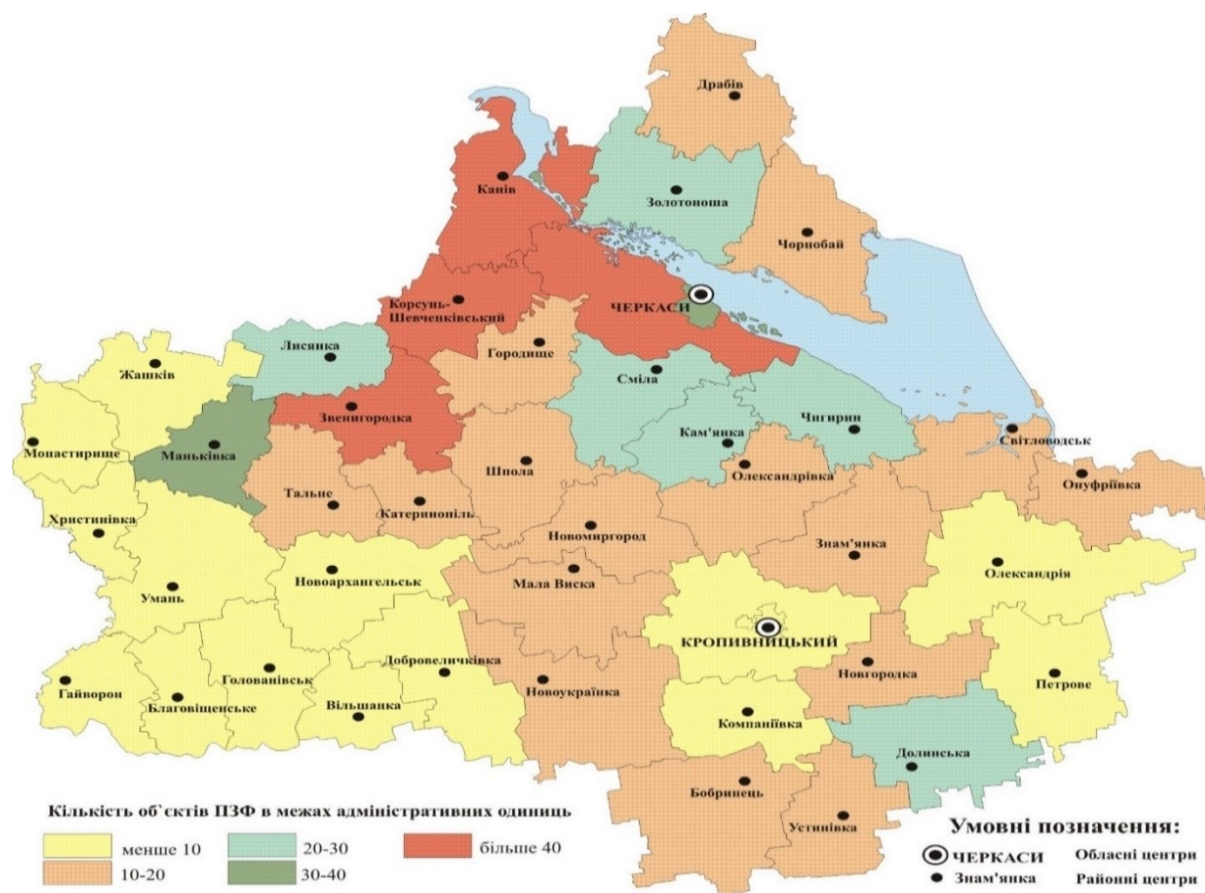 Драбів
Канів
Золотоноша
Чорнобай
Корсунь-
Шевченківський
ЧЕРКАСИ
Городище
Лисянка
Жашків
Сміла
Звенигородка
Чигирин
Світловодськ
Монастирище
Маньківка
Кам'янка
Шпола
Олександрівка
Онуфріївка
Тальне
Катеринопіль
Христинівка
Новомиргород
Знам'янка
Олександрія
Новоархангельськ
Мала Виска
Умань
КРОПИВНИЦЬКИЙ
Добровеличківка
Новгородка
Голованівськ
Петрове
Гайворон
Новоукраїнка
Благовіщенське
Вільшанка
Компаніївка
Долинська
Бобринець
Устинівка
Кількість об`єктів ПЗФ в межах адміністративних одиниць
менше 10
20-30
більше 40
10-20
30-40
Умовні позначення:
ЧЕРКАСИ Обласні центри
Знам'янка Районні центри